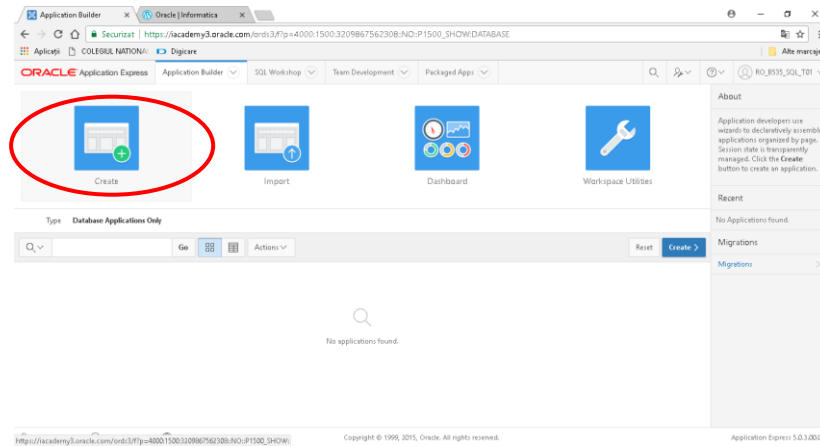 Application Builder
Oracle | Informatica
Securizat
https://iacademy3.oracle.com/ords3/f?p=4000:1500:3209867562308::NO::P1500_SHOW:DATABASE
Aplicații
COLEGIUL NATIONAL
Digicare
Alte marcaje
ORACLE Application Express
Application Builder
SQL Workshop
Team Development
Packaged Apps
RO_B535_SQL_T01
Create
Import
Dashboard
Workspace Utilities
About
Application developers use
wizards to declaratively assemble
applications organized by page.
Session state is transparently
managed. Click the Create
button to create an application.
Recent
No Applications found.
Migrations
Migrations
Type Database Applications Only
Go
Actions
Reset
Create >
No applications found.
https://iacademy3.oracle.com/ords3/f?p=4000:1500:3209867562308::NO::P1500_SHOW:
Copyright © 1999, 2015, Oracle. All rights reserved.
Application Express 5.0.3.00.0